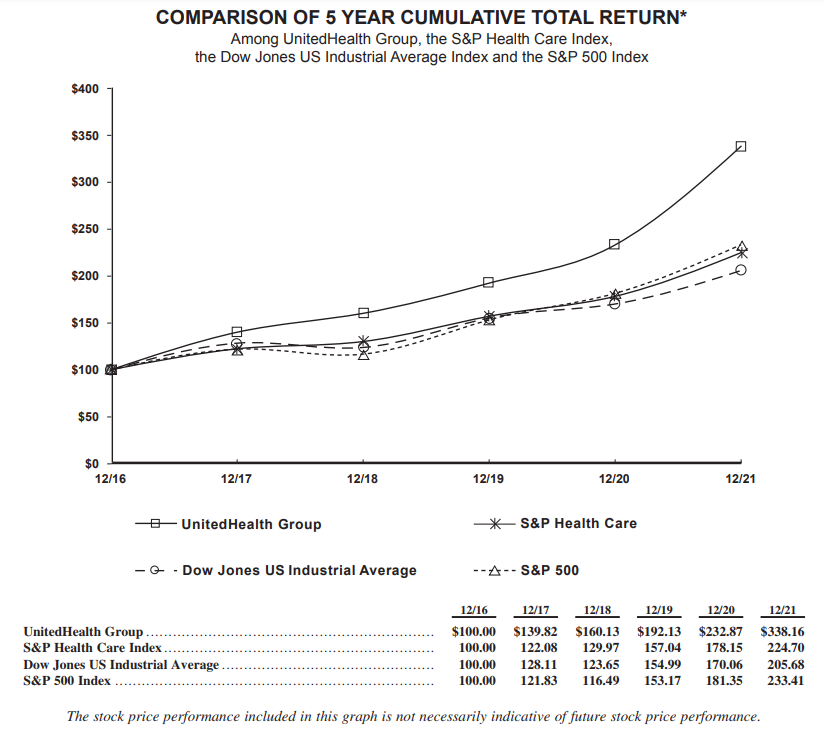 COMPARISON OF 5 YEAR CUMULATIVE TOTAL RETURN*
Among UnitedHealth Group, the S&P Health Care Index,
the Dow Jones US Industrial Average Index and the S&P 500 Index
$400
$350
$300
$250
$200
$150
$100
$50
$0
12/16 12/17 12/18 12/19 12/20 12/21
UnitedHealth Group S&P Health Care
Dow Jones US Industrial Average S&P 500
12/16 12/17 12/18 12/19 12/20 12/21
UnitedHealth Group $100.00 $139.82 $160.13 $192.13 $232.87 $338.16
S&P Health Care Index 100.00 122.08 129.97 157.04 178.15 224.70
Dow Jones US Industrial Average 100.00 128.11 123.65 154.99 170.06 205.68
S&P 500 Index 100.00 121.83 116.49 153.17 181.35 233.41
The stock price performance included in this graph is not necessarily indicative of future stock price performance.